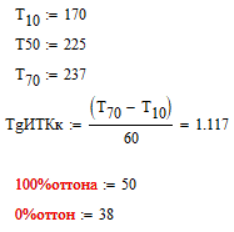 T10 := 170
T50 := 225
T70 := 237
TgИТКк := (T70 − T10) / 60 = 1.117
100%оттона := 50
0%оттон := 38